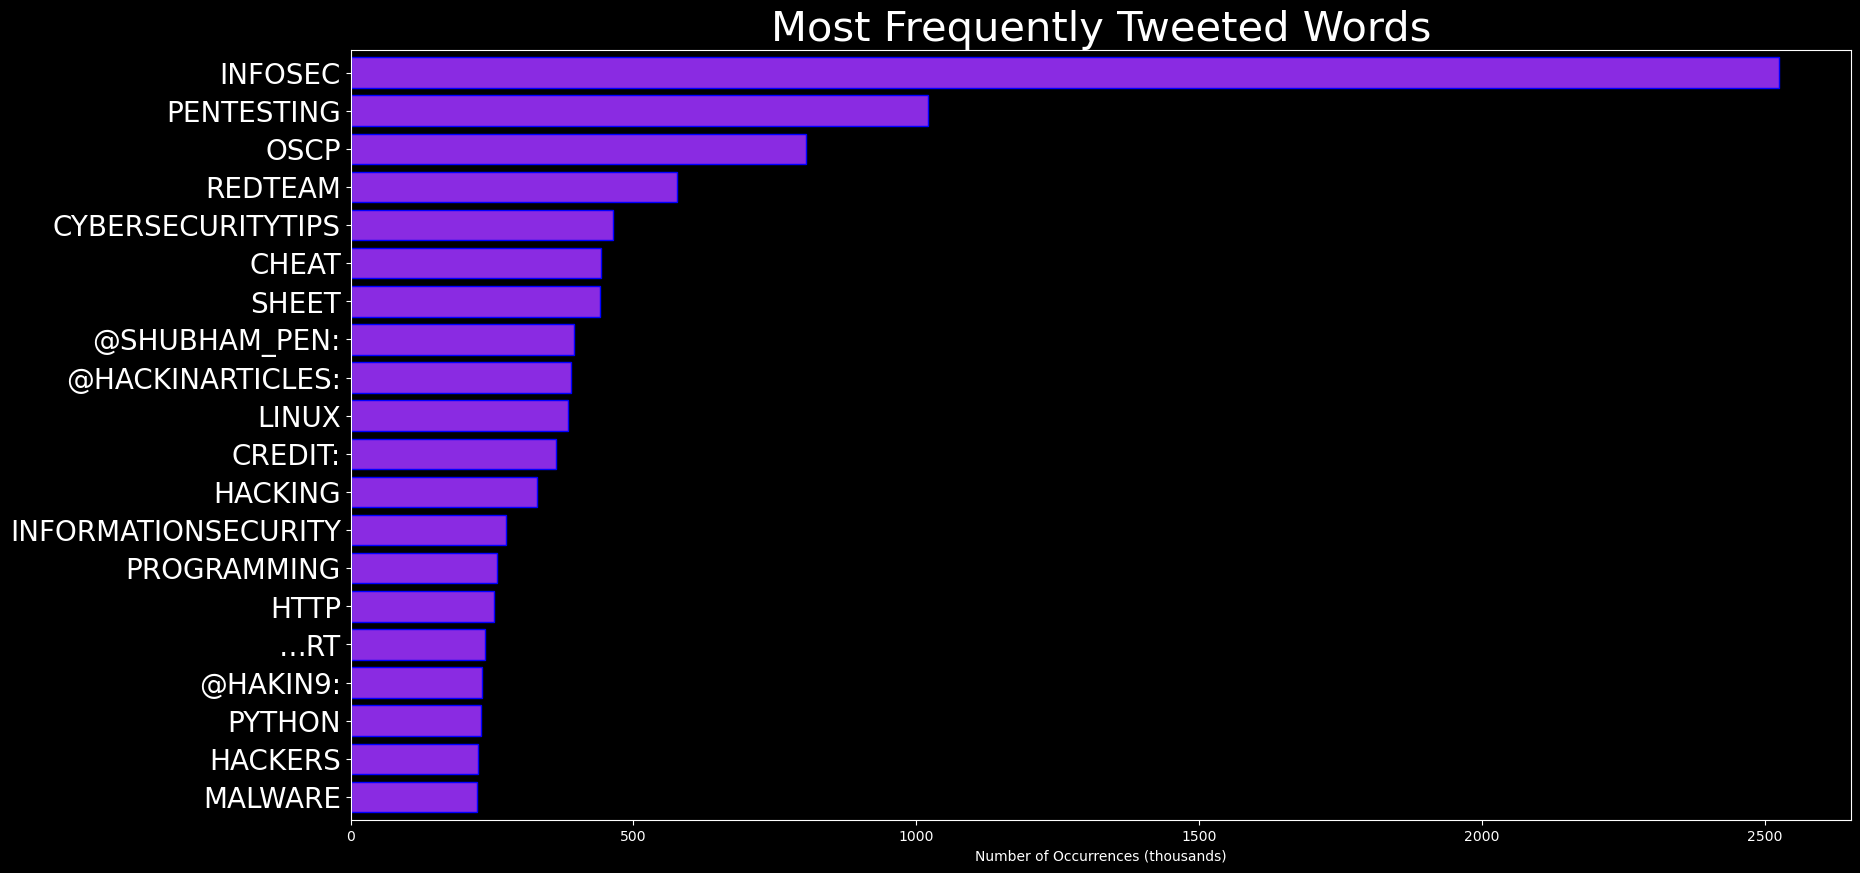 Most Frequently Tweeted Words
INFOSEC
PENTESTING
OSCP
REDTEAM
CYBERSECURITYTIPS
CHEAT
SHEET
@SHUBHAM_PEN:
@HACKINARTICLES:
LINUX
CREDIT:
HACKING
INFORMATIONSECURITY
PROGRAMMING
HTTP
…RT
@HAKIN9:
PYTHON
HACKERS
MALWARE
0 500 1000 1500 2000 2500
Number of Occurrences (thousands)